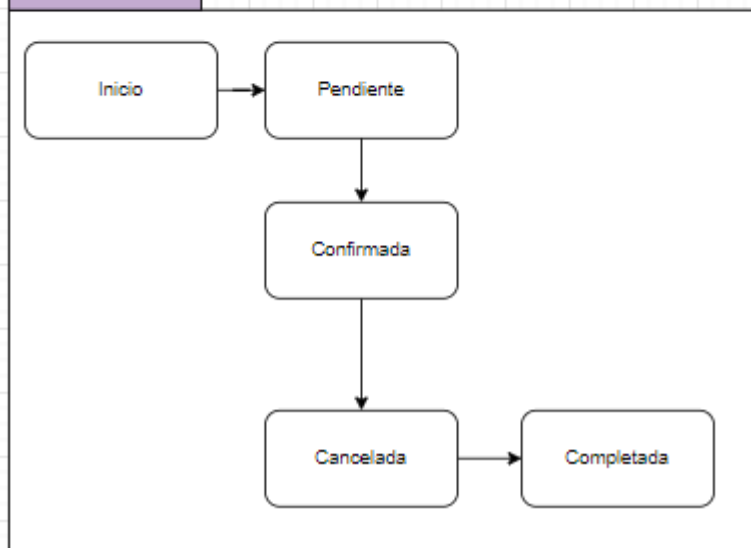 Inicio
Pendiente
Confirmada
Cancelada
Completada